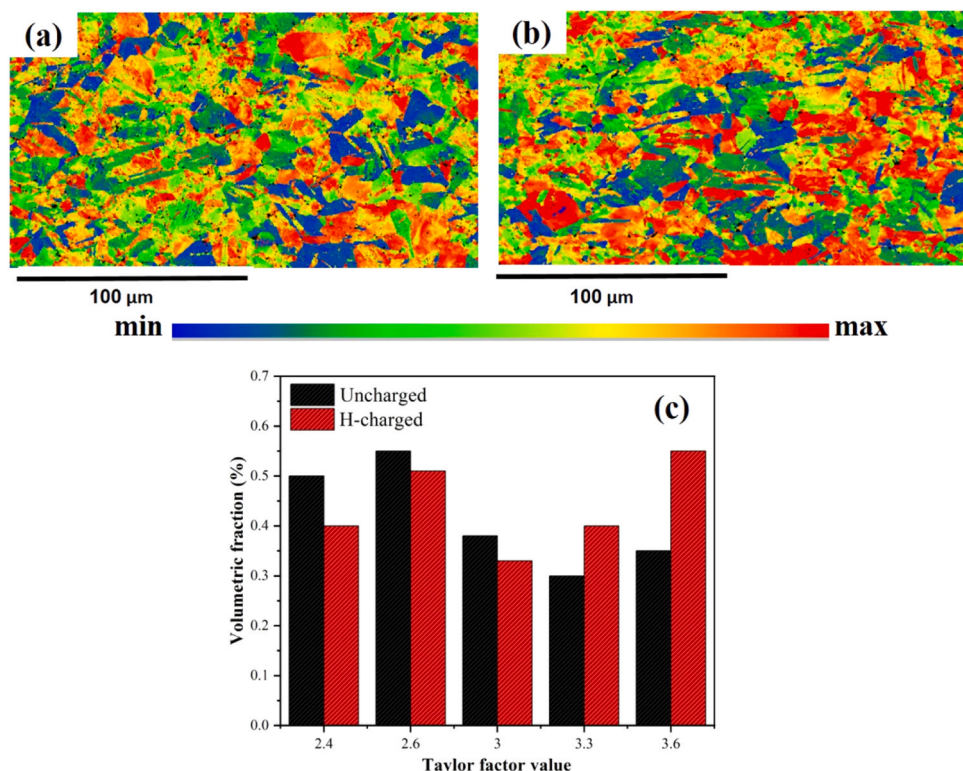 (a)
(b)
100 µm
100 µm
min
max
0.7
0.6
0.5
0.4
0.3
0.2
0.1
0.0
Volumetric fraction (%)
Uncharged
H-charged
(c)
2.4
2.6
3
3.3
3.6
Taylor factor value